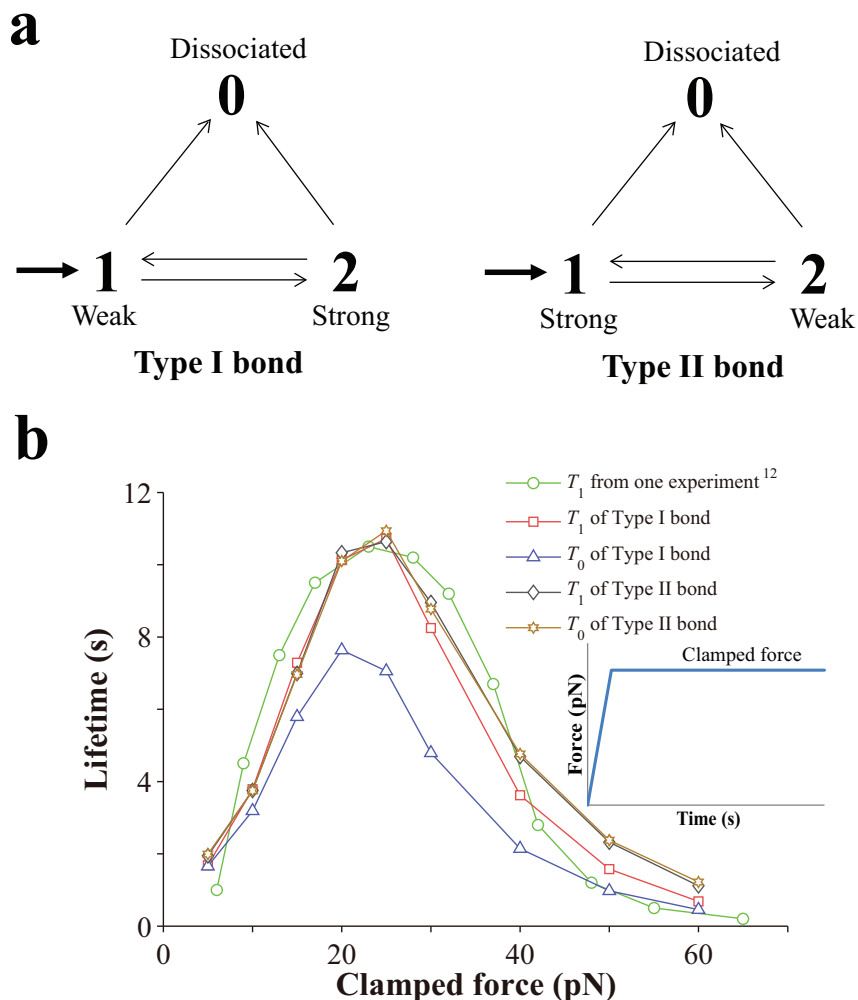 a
Dissociated
0
1
2
Weak
Strong
Type I bond
Dissociated
0
1
2
Strong
Weak
Type II bond
b
T1 from one experiment 12
T1 of Type I bond
T0 of Type I bond
T1 of Type II bond
T0 of Type II bond
Clamped force
Force (pN)
Time (s)
Lifetime (s)
12
8
4
0
0
20
40
60
Clamped force (pN)